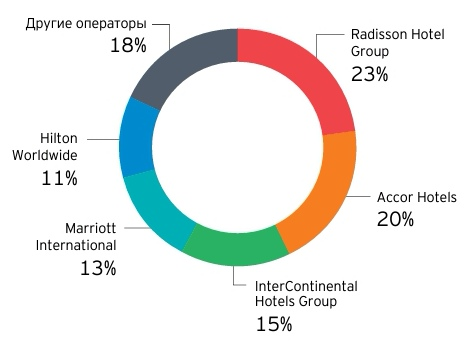 Другие операторы
18%
Radisson Hotel
Group
23%
Hilton
Worldwide
11%
Accor Hotels
20%
Marriott
International
13%
InterContinental
Hotels Group
15%